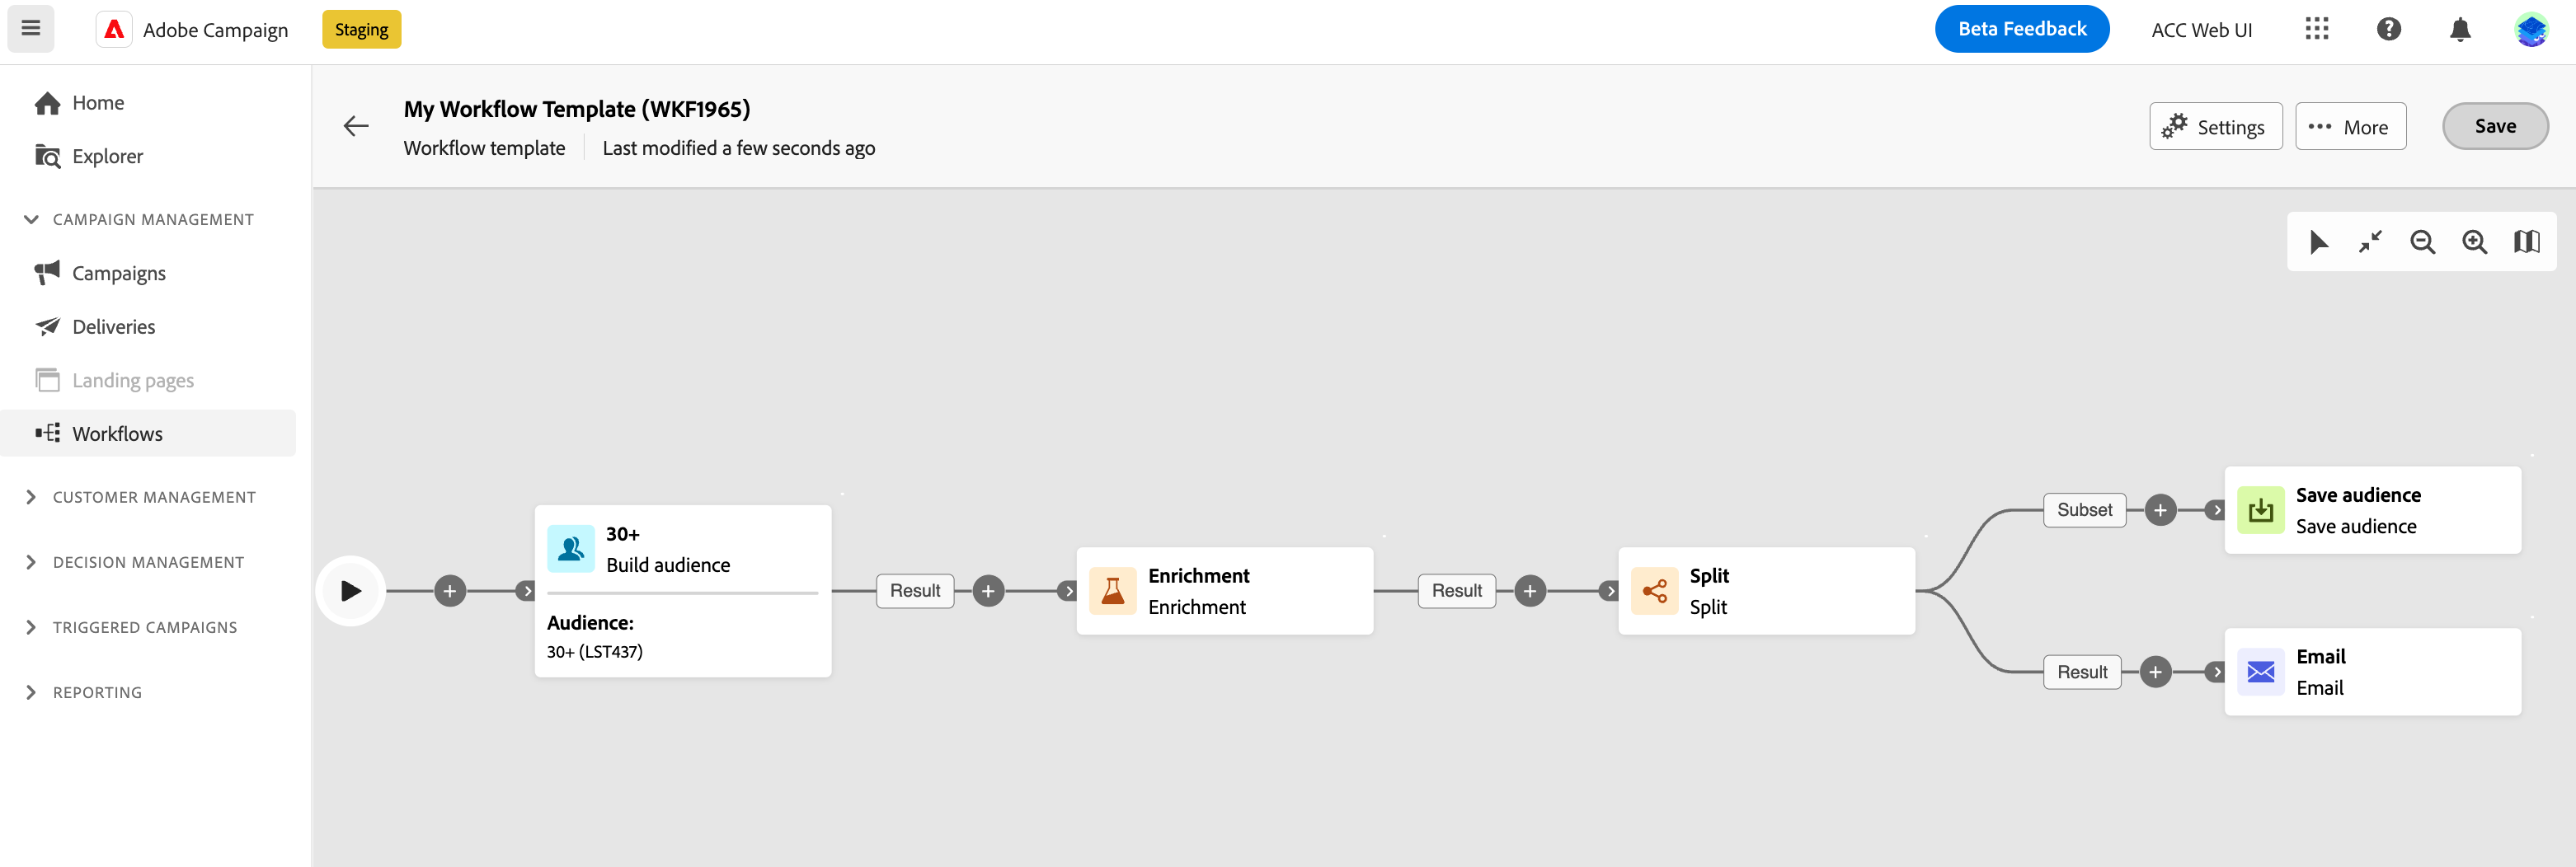 Adobe Campaign
Staging
Beta Feedback
ACC Web UI
Home
Explorer
CAMPAIGN MANAGEMENT
Campaigns
Deliveries
Landing pages
Workflows
CUSTOMER MANAGEMENT
DECISION MANAGEMENT
TRIGGERED CAMPAIGNS
REPORTING
My Workflow Template (WKF1965)
Workflow template
Last modified a few seconds ago
Settings
More
Save
30+
Build audience
Audience:
30+ (LST437)
Result
Enrichment
Enrichment
Result
Split
Split
Subset
Save audience
Save audience
Result
Email
Email